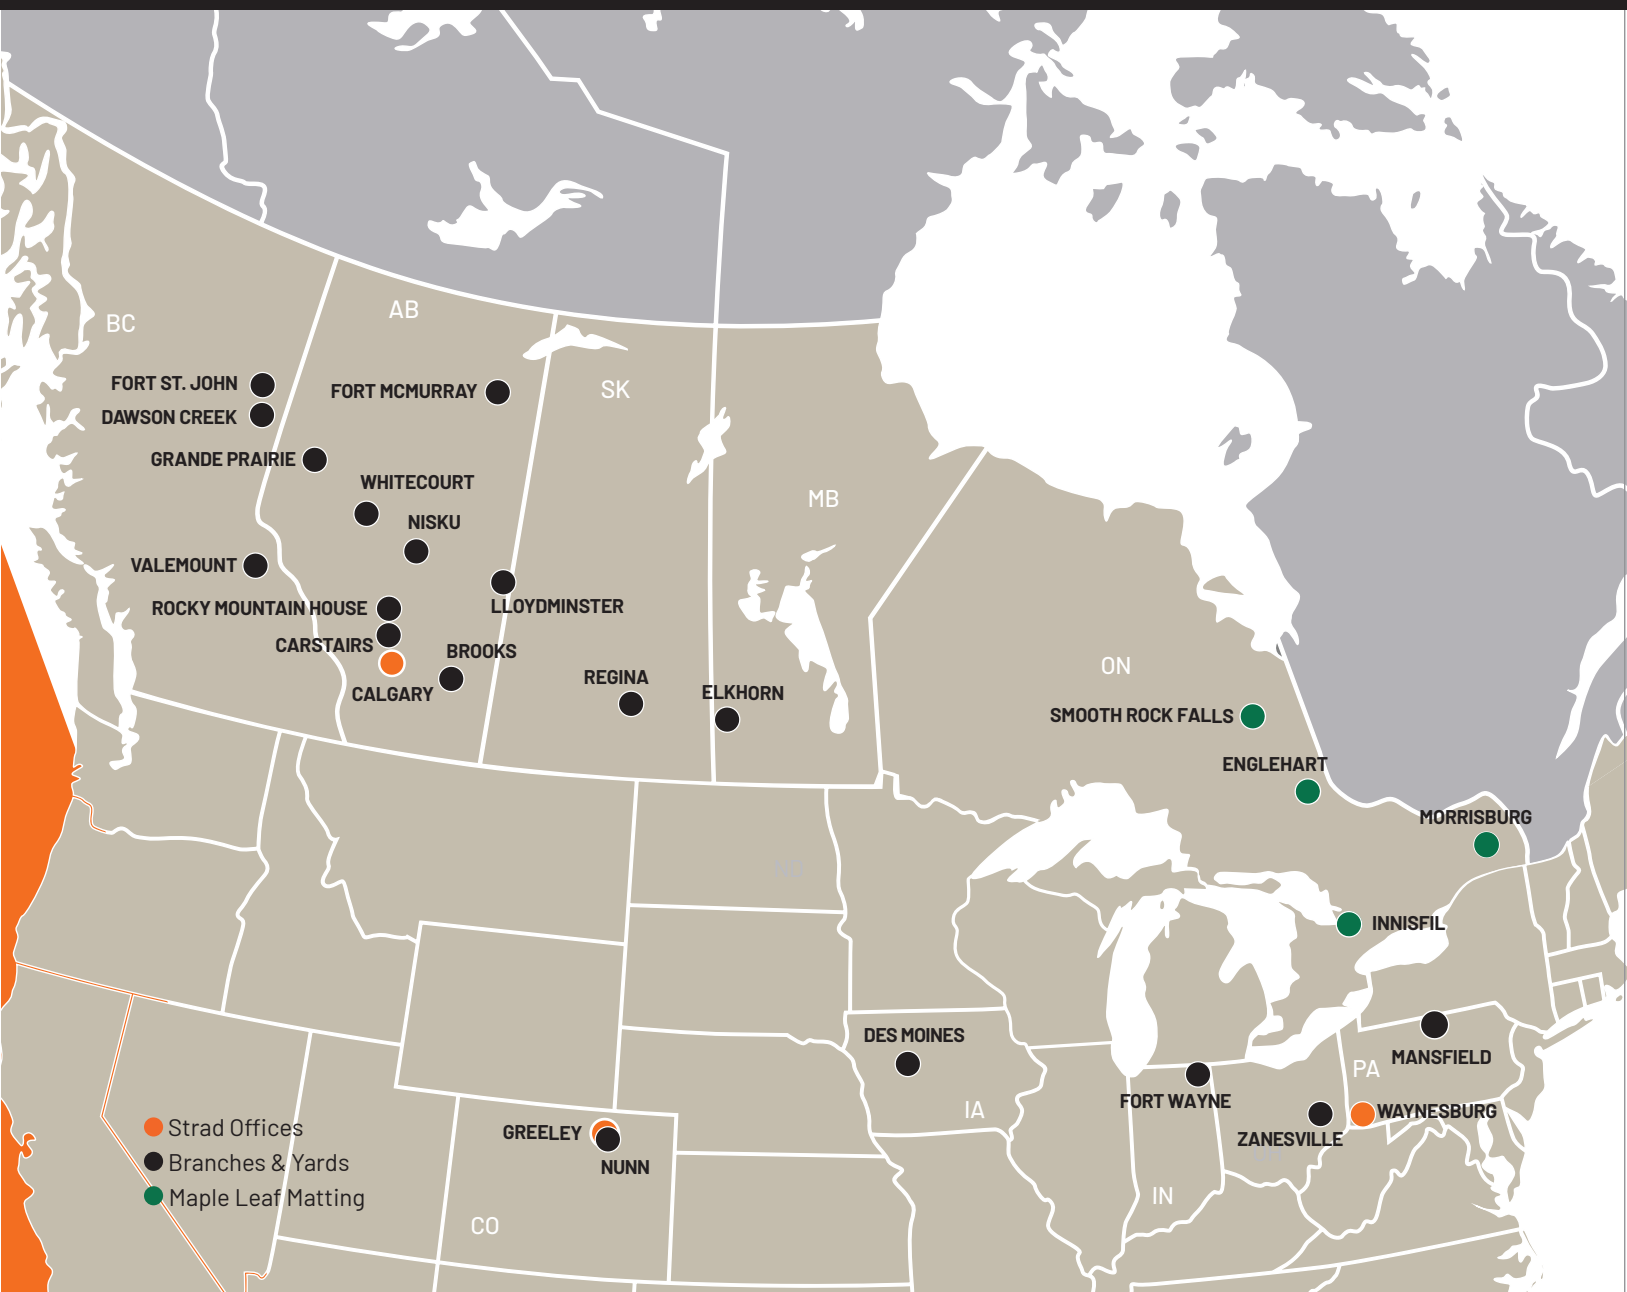 AB
BC
SK
FORT ST. JOHN
FORT MCMURRAY
DAWSON CREEK
GRANDE PRAIRIE
WHITECOURT
MB
NISKU
VALEMOUNT
ROCKY MOUNTAIN HOUSE
LLOYDMINSTER
CARSTAIRS
BROOKS
CALGARY
REGINA
ELKHORN
ON
SMOOTH ROCK FALLS
ENGLEHART
MORRISBURG
ND
INNISFIL
DES MOINES
MANSFIELD
PA
FORT WAYNE
IA
WAYNESBURG
ZANESVILLE
GREELEY
NUNN
IN
CO
Strad Offices
Branches & Yards
Maple Leaf Matting